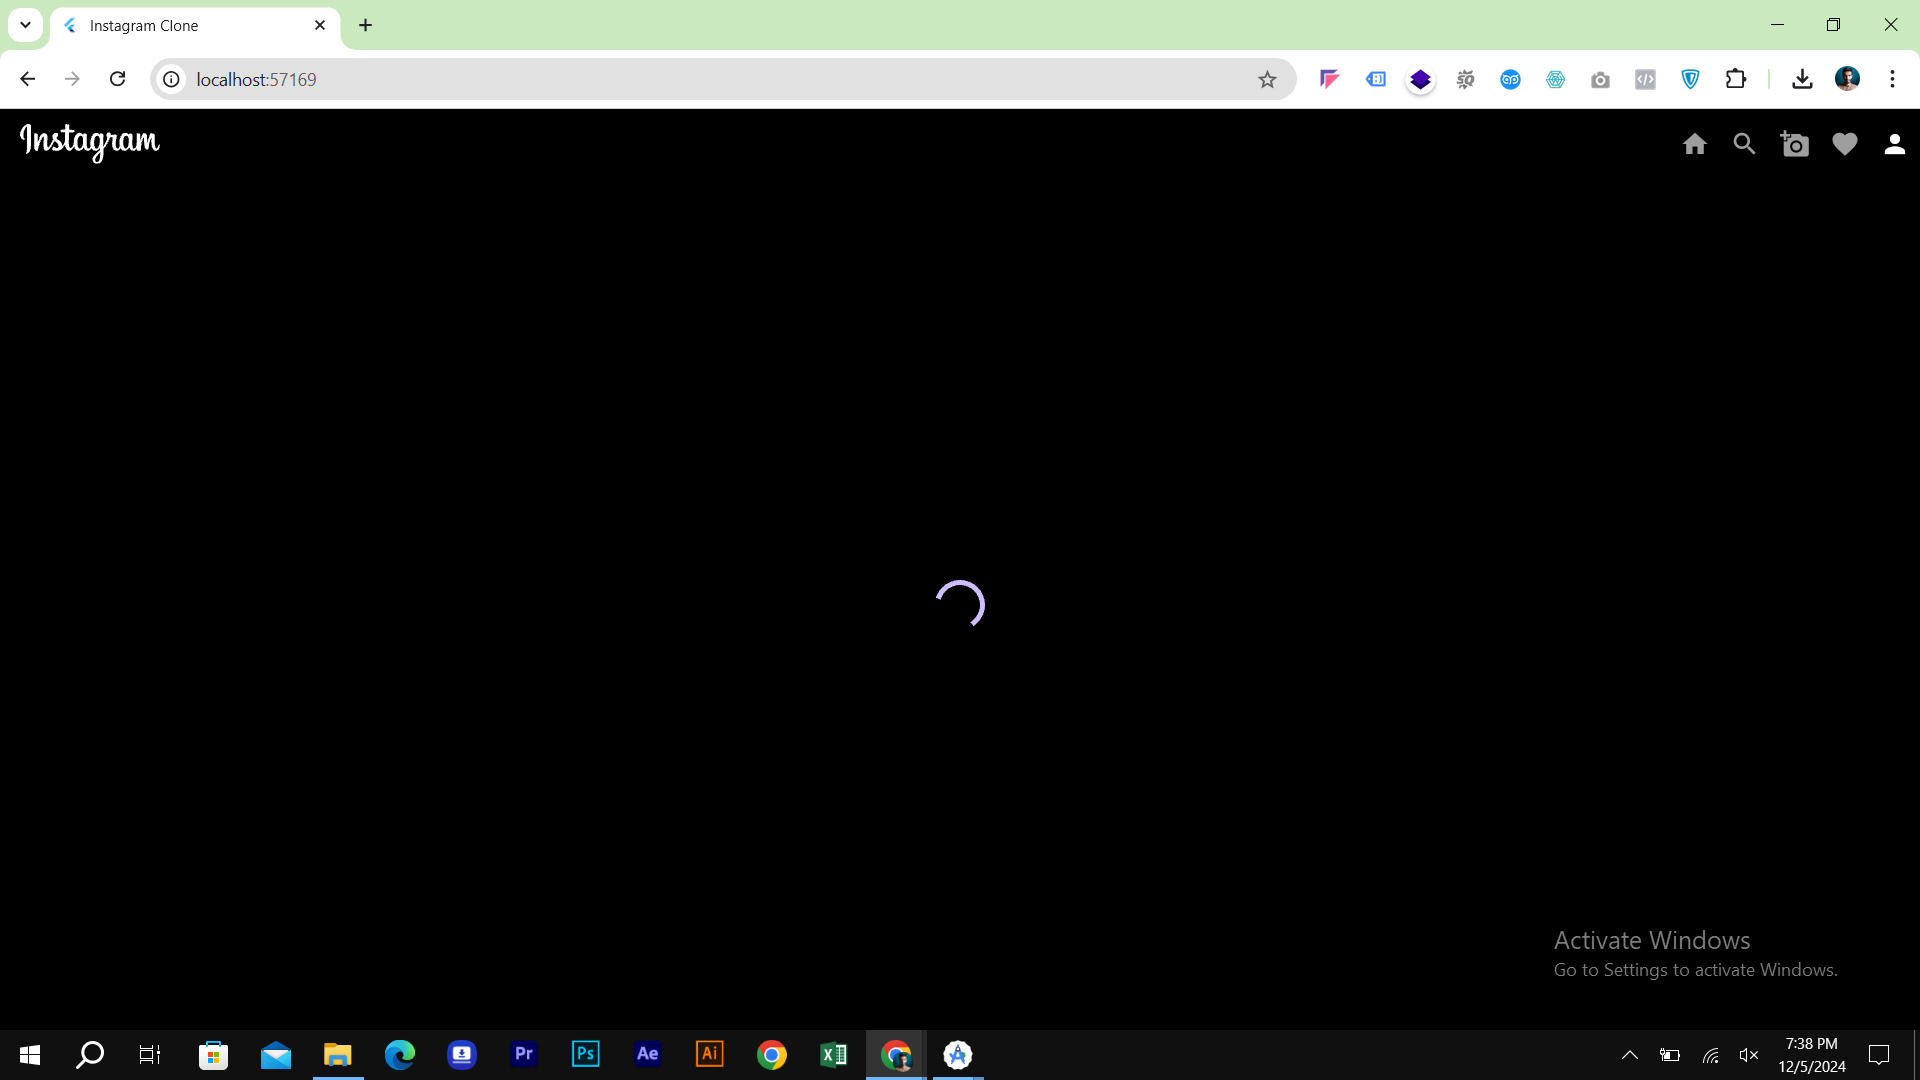 Instagram Clone
localhost:57169
Instagram
Activate Windows
Go to Settings to activate Windows.
Pr
Ps
Ae
Ai
7:38 PM
12/5/2024